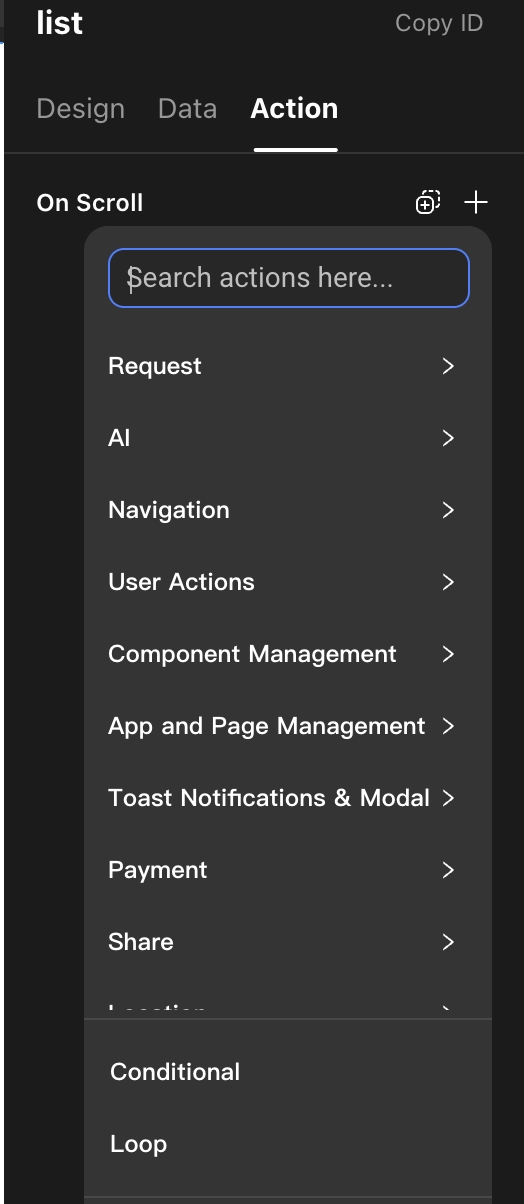 list
Copy ID
Design Data Action
On Scroll
Search actions here...
Request
AI
Navigation
User Actions
Component Management
App and Page Management
Toast Notifications & Modal
Payment
Share
Location
Conditional
Loop